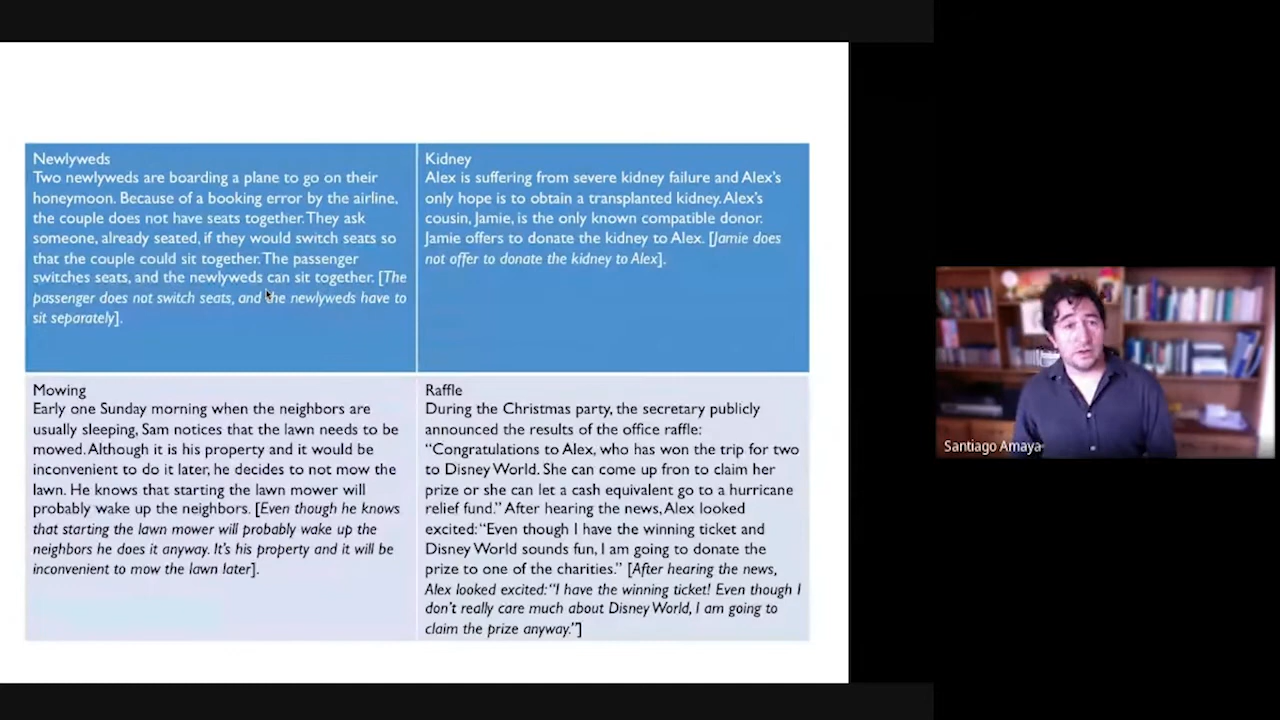 Newlyweds
Two newlyweds are boarding a plane to go on their
honeymoon. Because of a booking error by the airline,
the couple does not have seats together. They ask
someone, already seated, if they would switch seats so
that the couple could sit together. The passenger
switches seats, and the newlyweds can sit together. [The
passenger does not switch seats, and the newlyweds have to
sit separately].
Kidney
Alex is suffering from severe kidney failure and Alex's
only hope is to obtain a transplanted kidney. Alex's
cousin, Jamie, is the only known compatible donor.
Jamie offers to donate the kidney to Alex. [Jamie does
not offer to donate the kidney to Alex].
Mowing
Early one Sunday morning when the neighbors are
usually sleeping, Sam notices that the lawn needs to be
mowed. Although it is his property and it would be
inconvenient to do it later, he decides to not mow the
lawn. He knows that starting the lawn mower will
probably wake up the neighbors. [Even though he knows
that starting the lawn mower will probably wake up the
neighbors he does it anyway. It's his property and it will be
inconvenient to mow the lawn later].
Raffle
During the Christmas party, the secretary publicly
announced the results of the office raffle:
"Congratulations to Alex, who has won the trip for two
to Disney World. She can come up fron to claim her
prize or she can let a cash equivalent go to a hurricane
relief fund." After hearing the news, Alex looked
excited: "Even though I have the winning ticket and
Disney World sounds fun, I am going to donate the
prize to one of the charities." [After hearing the news,
Alex looked excited: "I have the winning ticket! Even though I
don't really care much about Disney World, I am going to
claim the prize anyway."]
Santiago Amaya